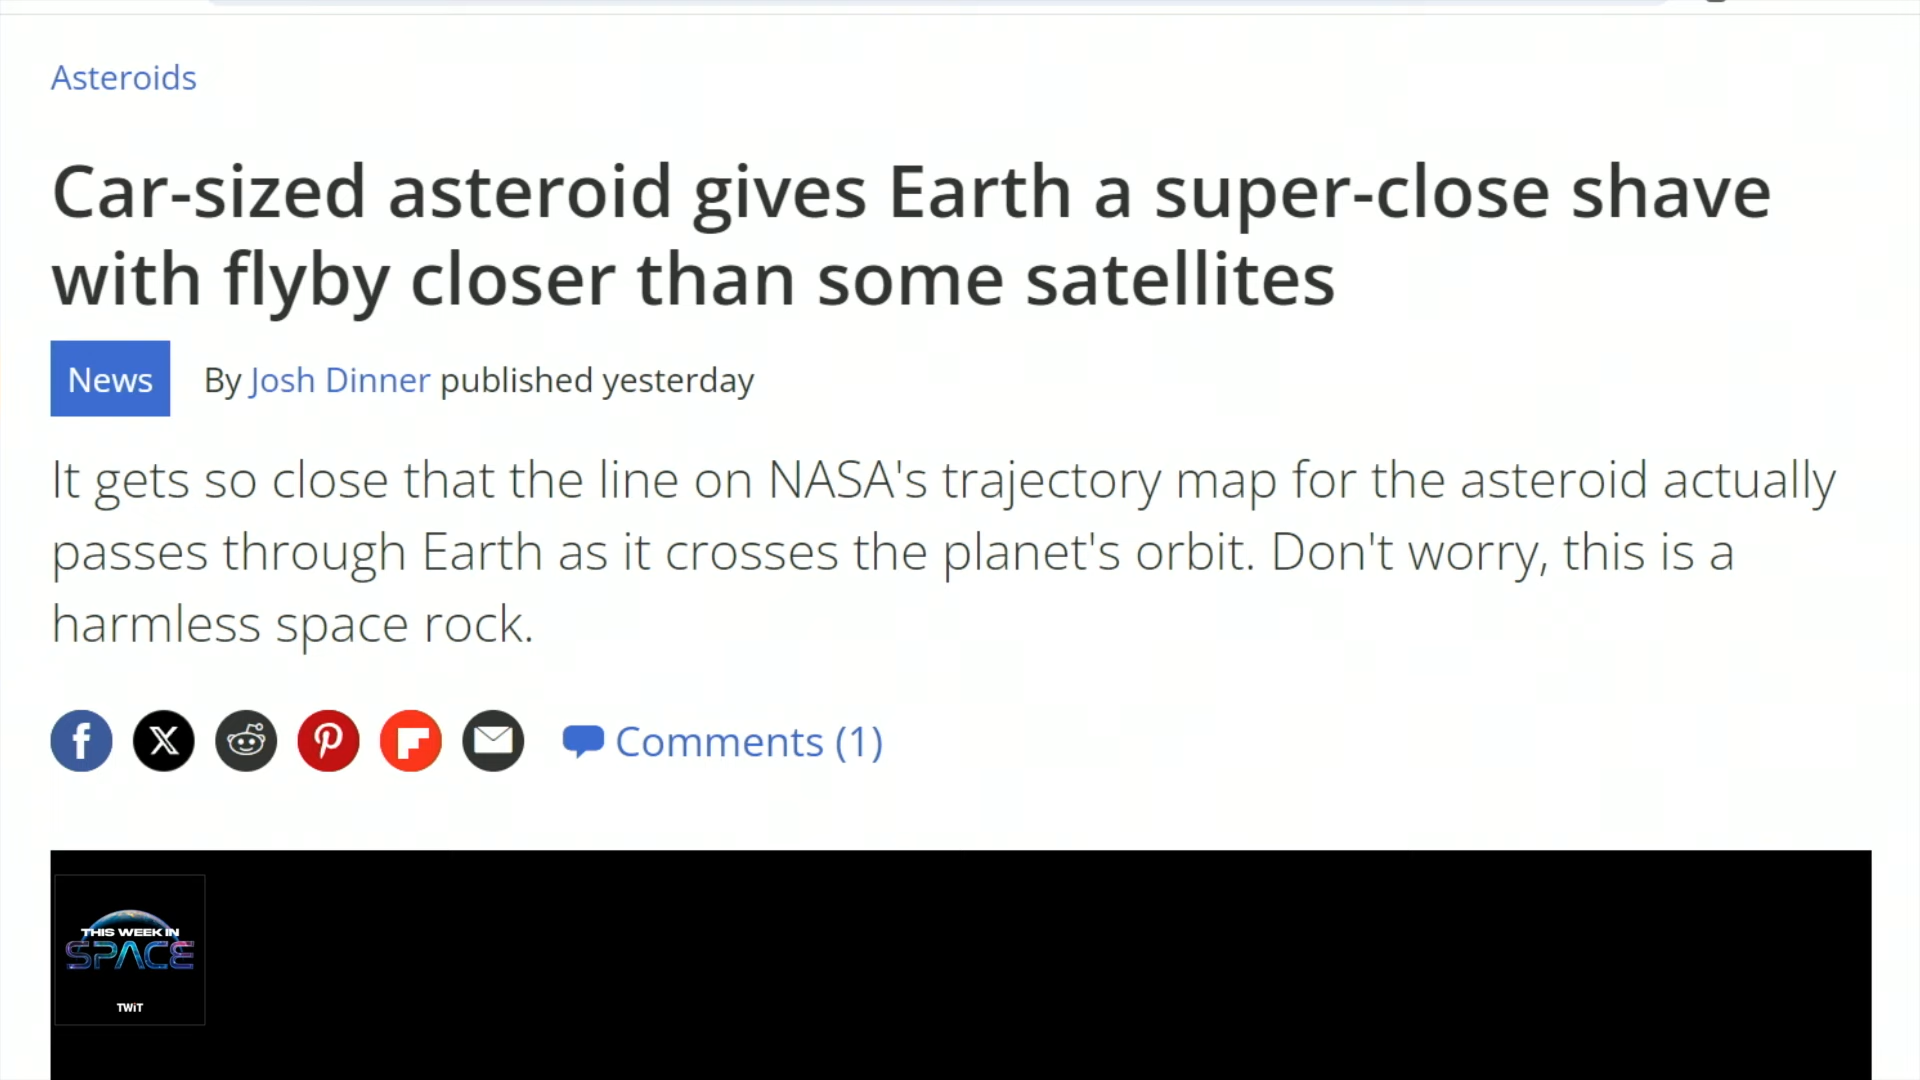 Asteroids
Car-sized asteroid gives Earth a super-close shave
with flyby closer than some satellites
News By Josh Dinner published yesterday
It gets so close that the line on NASA's trajectory map for the asteroid actually
passes through Earth as it crosses the planet's orbit. Don't worry, this is a
harmless space rock.
Comments (1)
THIS WEEK IN
SPACE
TWiT